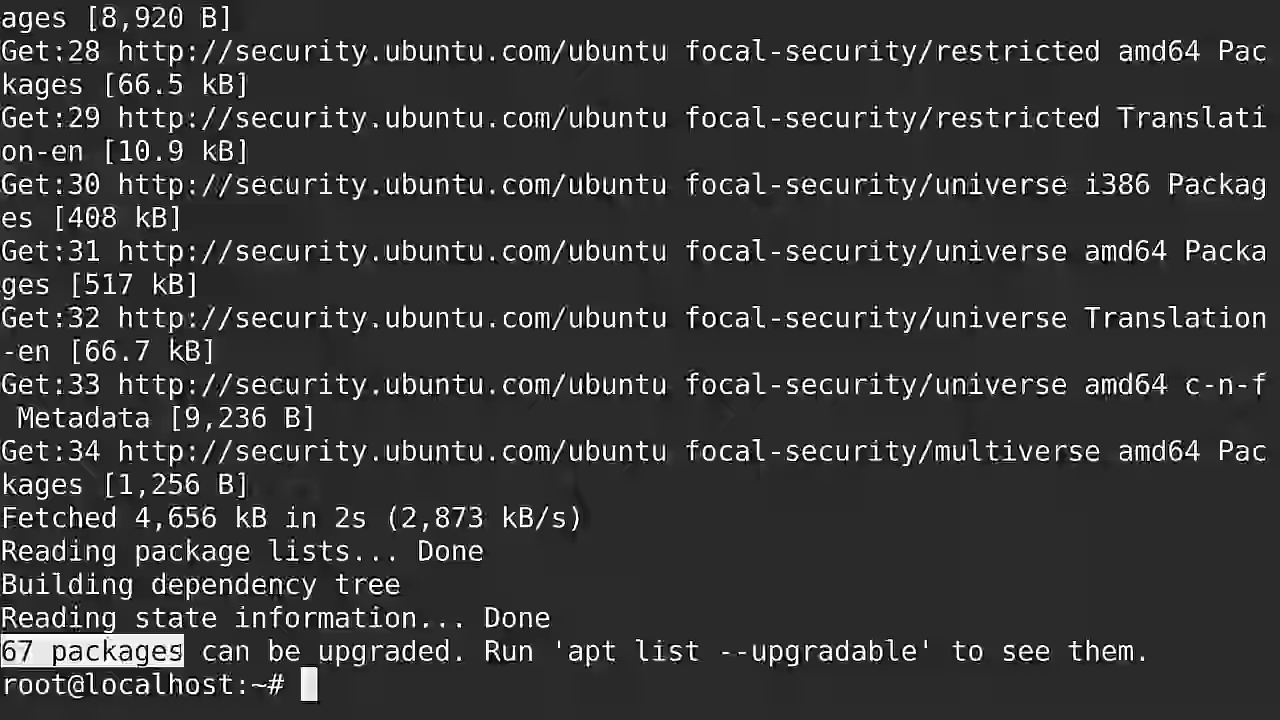 ages [8,920 B]
Get:28 http://security.ubuntu.com/ubuntu focal-security/restricted amd64 Pac
kages [66.5 kB]
Get:29 http://security.ubuntu.com/ubuntu focal-security/restricted Translati
on-en [10.9 kB]
Get:30 http://security.ubuntu.com/ubuntu focal-security/universe i386 Packag
es [408 kB]
Get:31 http://security.ubuntu.com/ubuntu focal-security/universe amd64 Packa
ges [517 kB]
Get:32 http://security.ubuntu.com/ubuntu focal-security/universe Translation
-en [66.7 kB]
Get:33 http://security.ubuntu.com/ubuntu focal-security/universe amd64 c-n-f
 Metadata [9,236 B]
Get:34 http://security.ubuntu.com/ubuntu focal-security/multiverse amd64 Pac
kages [1,256 B]
Fetched 4,656 kB in 2s (2,873 kB/s)
Reading package lists... Done
Building dependency tree
Reading state information... Done
67 packages can be upgraded. Run 'apt list --upgradable' to see them.
root@localhost:~#